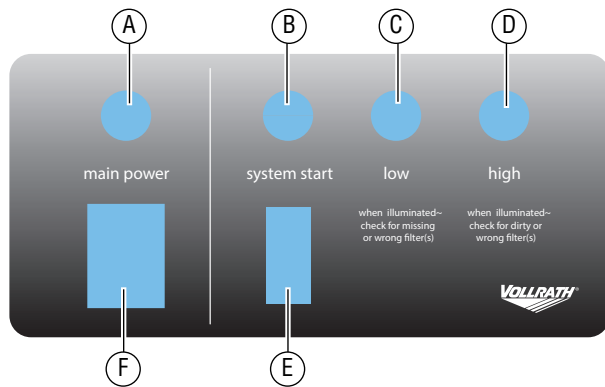 A
B
C
D
main power
system start
low
high
when illuminated~
check for missing
or wrong filter(s)
when illuminated~
check for dirty or
wrong filter(s)
VOLLRATH®
F
E